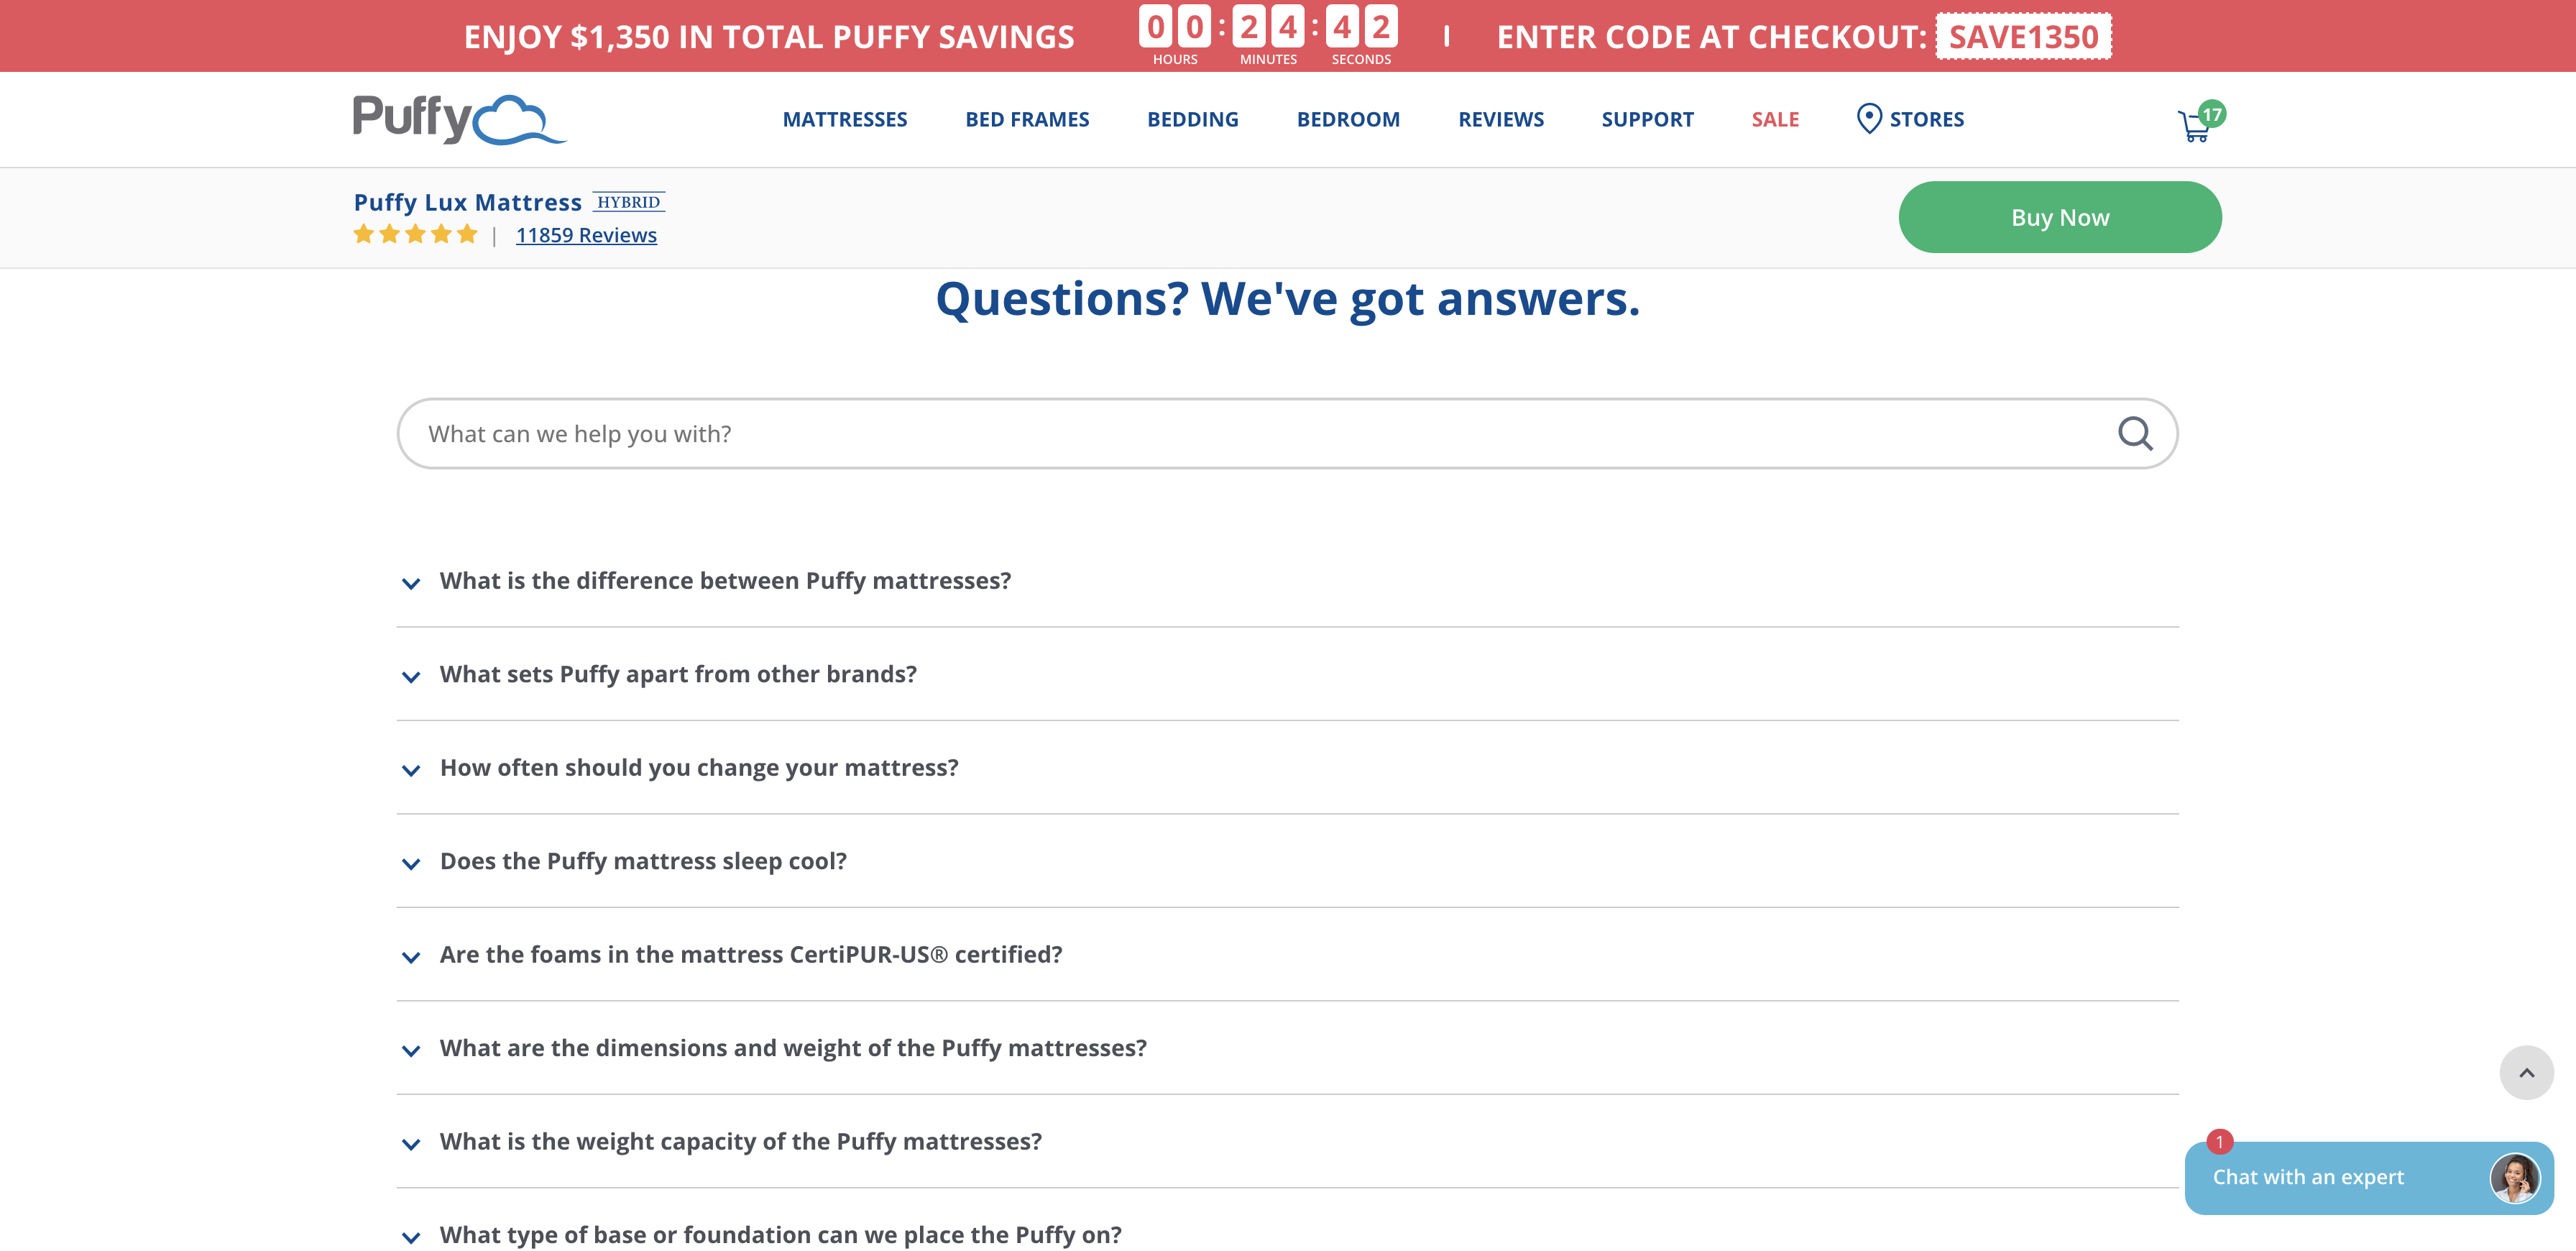 ENJOY $1,350 IN TOTAL PUFFY SAVINGS
00 : 24 : 42
HOURS MINUTES SECONDS
ENTER CODE AT CHECKOUT: SAVE1350
Puffy
MATTRESSES BED FRAMES BEDDING BEDROOM REVIEWS SUPPORT SALE STORES
17
Puffy Lux Mattress HYBRID
| 11859 Reviews
Buy Now
Questions? We've got answers.
What can we help you with?
What is the difference between Puffy mattresses?
What sets Puffy apart from other brands?
How often should you change your mattress?
Does the Puffy mattress sleep cool?
Are the foams in the mattress CertiPUR-US® certified?
What are the dimensions and weight of the Puffy mattresses?
What is the weight capacity of the Puffy mattresses?
What type of base or foundation can we place the Puffy on?
1
Chat with an expert